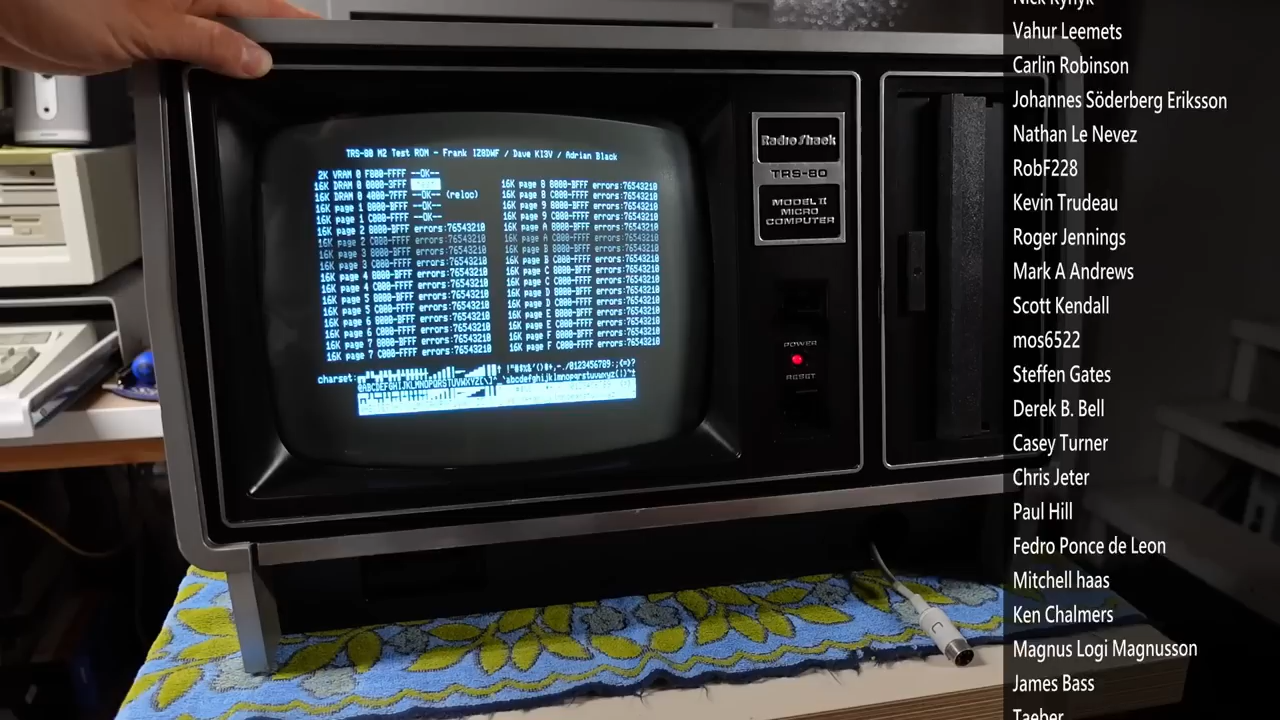 TRS-80 M2 Test ROM - Frank IZ8DWF / Dave KI3V / Adrian Black
2K VRAM 0 F800-FFFF --OK--
16K DRAM 0 0000-3FFF
16K DRAM 0 4000-7FFF --OK-- (reloc)
16K page 1 8000-BFFF --OK--
16K page 1 C000-FFFF --OK--
16K page 2 8000-BFFF errors:76543210
16K page 2 C000-FFFF errors:76543210
16K page 3 8000-BFFF errors:76543210
16K page 3 C000-FFFF errors:76543210
16K page 4 8000-BFFF errors:76543210
16K page 4 C000-FFFF errors:76543210
16K page 5 8000-BFFF errors:76543210
16K page 5 C000-FFFF errors:76543210
16K page 6 8000-BFFF errors:76543210
16K page 6 C000-FFFF errors:76543210
16K page 7 8000-BFFF errors:76543210
16K page 7 C000-FFFF errors:76543210
16K page 8 8000-BFFF errors:76543210
16K page 8 C000-FFFF errors:76543210
16K page 9 8000-BFFF errors:76543210
16K page 9 C000-FFFF errors:76543210
16K page A 8000-BFFF errors:76543210
16K page A C000-FFFF errors:76543210
16K page B 8000-BFFF errors:76543210
16K page B C000-FFFF errors:76543210
16K page C 8000-BFFF errors:76543210
16K page C C000-FFFF errors:76543210
16K page D 8000-BFFF errors:76543210
16K page D C000-FFFF errors:76543210
16K page E 8000-BFFF errors:76543210
16K page E C000-FFFF errors:76543210
16K page F 8000-BFFF errors:76543210
16K page F C000-FFFF errors:76543210
charset: !"#$%&'()*+,-./0123456789:;<=>?
@ABCDEFGHIJKLMNOPQRSTUVWXYZ[\]^_`abcdefghijklmnopqrstuvwxyz{|}~±
Radio Shack
TRS-80
MODEL II
MICRO
COMPUTER
POWER
RESET
Nick Kynyk
Vahur Leemets
Carlin Robinson
Johannes Söderberg Eriksson
Nathan Le Nevez
RobF228
Kevin Trudeau
Roger Jennings
Mark A Andrews
Scott Kendall
mos6522
Steffen Gates
Derek B. Bell
Casey Turner
Chris Jeter
Paul Hill
Fedro Ponce de Leon
Mitchell haas
Ken Chalmers
Magnus Logi Magnusson
James Bass
Taeber